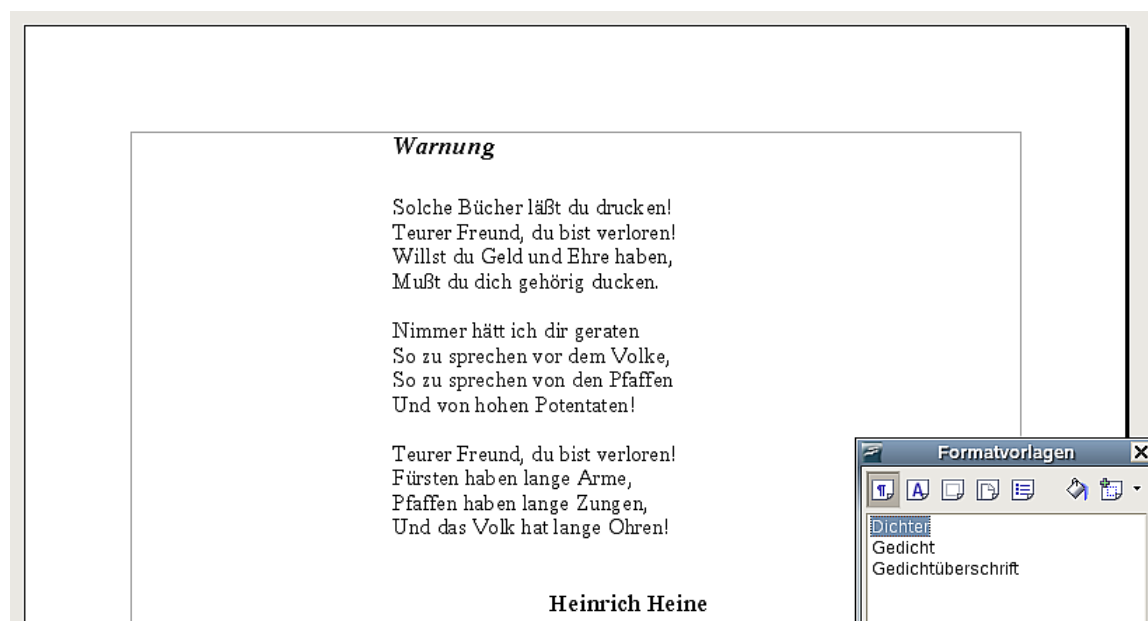 Warnung
Solche Bücher läßt du drucken!
Teurer Freund, du bist verloren!
Willst du Geld und Ehre haben,
Mußt du dich gehörig ducken.
Nimmer hätt ich dir geraten
So zu sprechen vor dem Volke,
So zu sprechen von den Pfaffen
Und von hohen Potentaten!
Teurer Freund, du bist verloren!
Fürsten haben lange Arme,
Pfaffen haben lange Zungen,
Und das Volk hat lange Ohren!
Heinrich Heine
Formatvorlagen
Dichter
Gedicht
Gedichtüberschrift